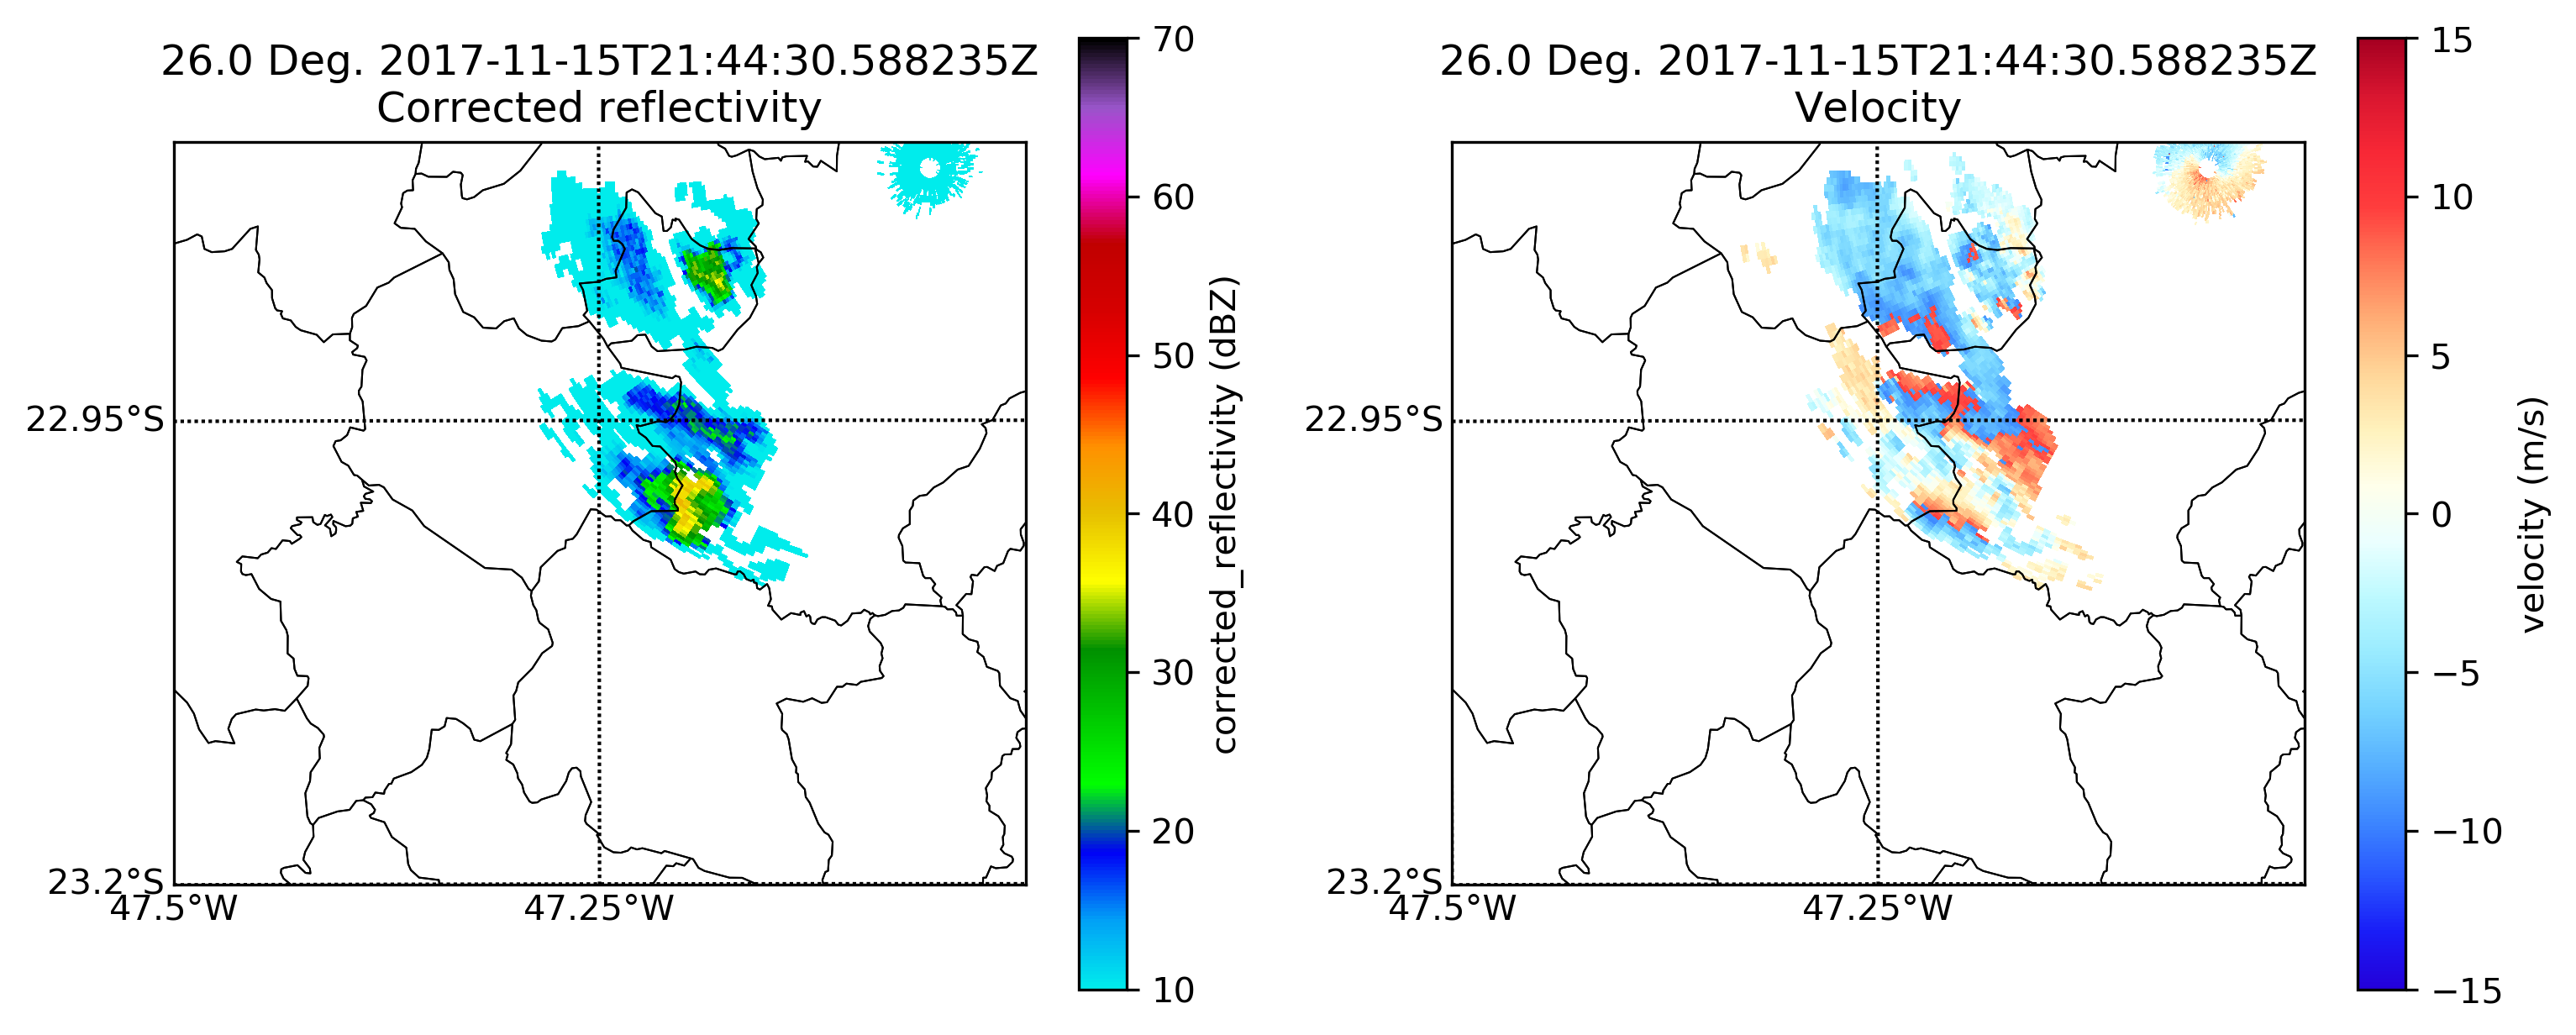 26.0 Deg. 2017-11-15T21:44:30.588235Z
Corrected reflectivity
22.95°S
23.2°S
47.5°W
47.25°W
70
60
50
40
30
20
10
corrected_reflectivity (dBZ)
26.0 Deg. 2017-11-15T21:44:30.588235Z
Velocity
22.95°S
23.2°S
47.5°W
47.25°W
15
10
5
0
−5
−10
−15
velocity (m/s)